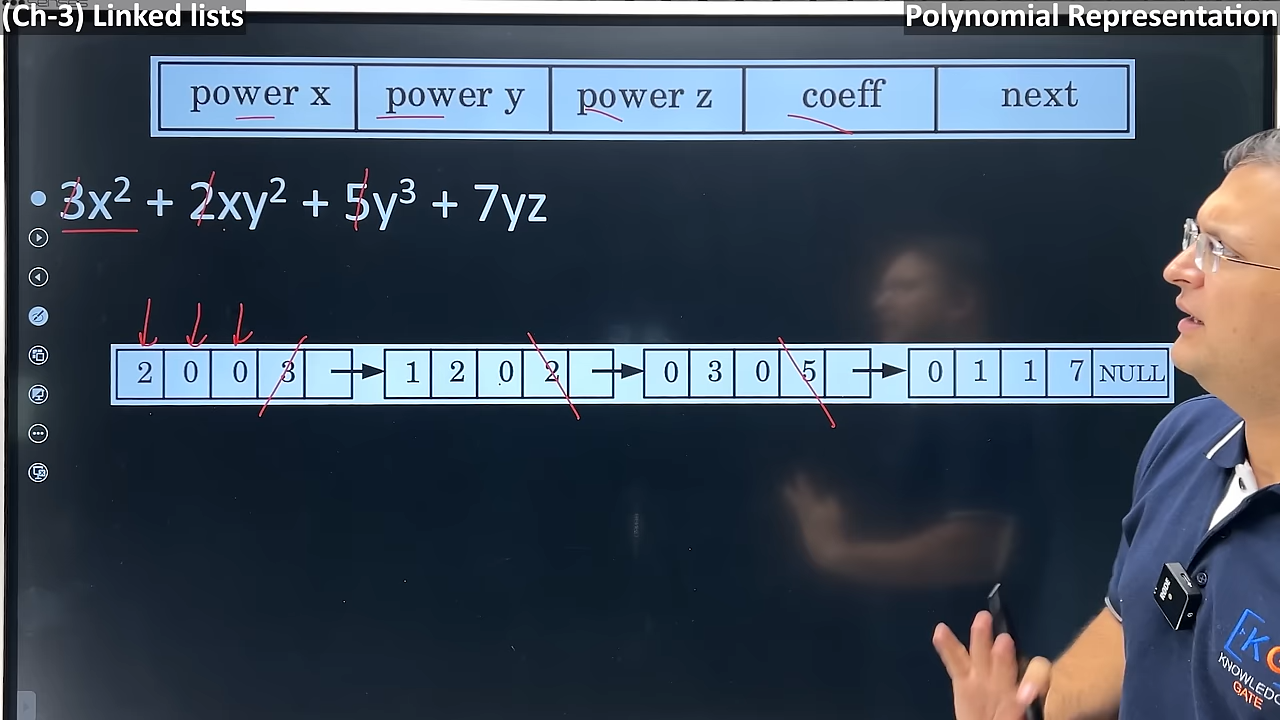 (Ch-3) Linked lists
Polynomial Representation
power x power y power z coeff next
3x² + 2xy² + 5y³ + 7yz
2 0 0 3 1 2 0 2 0 3 0 5 0 1 1 7 NULL
KNOWLEDG
GATE